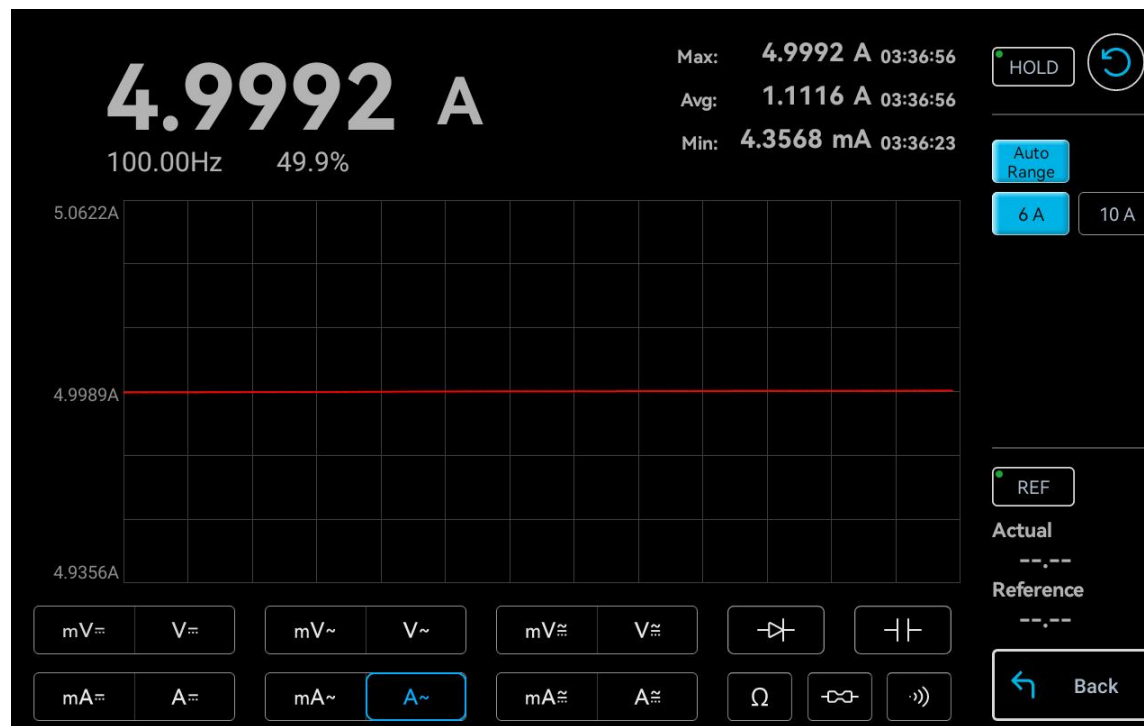 4.9992 A
100.00Hz 49.9%
Max: 4.9992 A 03:36:56
Avg: 1.1116 A 03:36:56
Min: 4.3568 mA 03:36:23
HOLD
Auto
Range
6 A 10 A
5.0622A
4.9989A
4.9356A
REF
Actual
--.--
Reference
--.--
mV⎓ V⎓ mV~ V~ mV≅ V≅
mA⎓ A⎓ mA~ A~ mA≅ A≅ Ω
Back